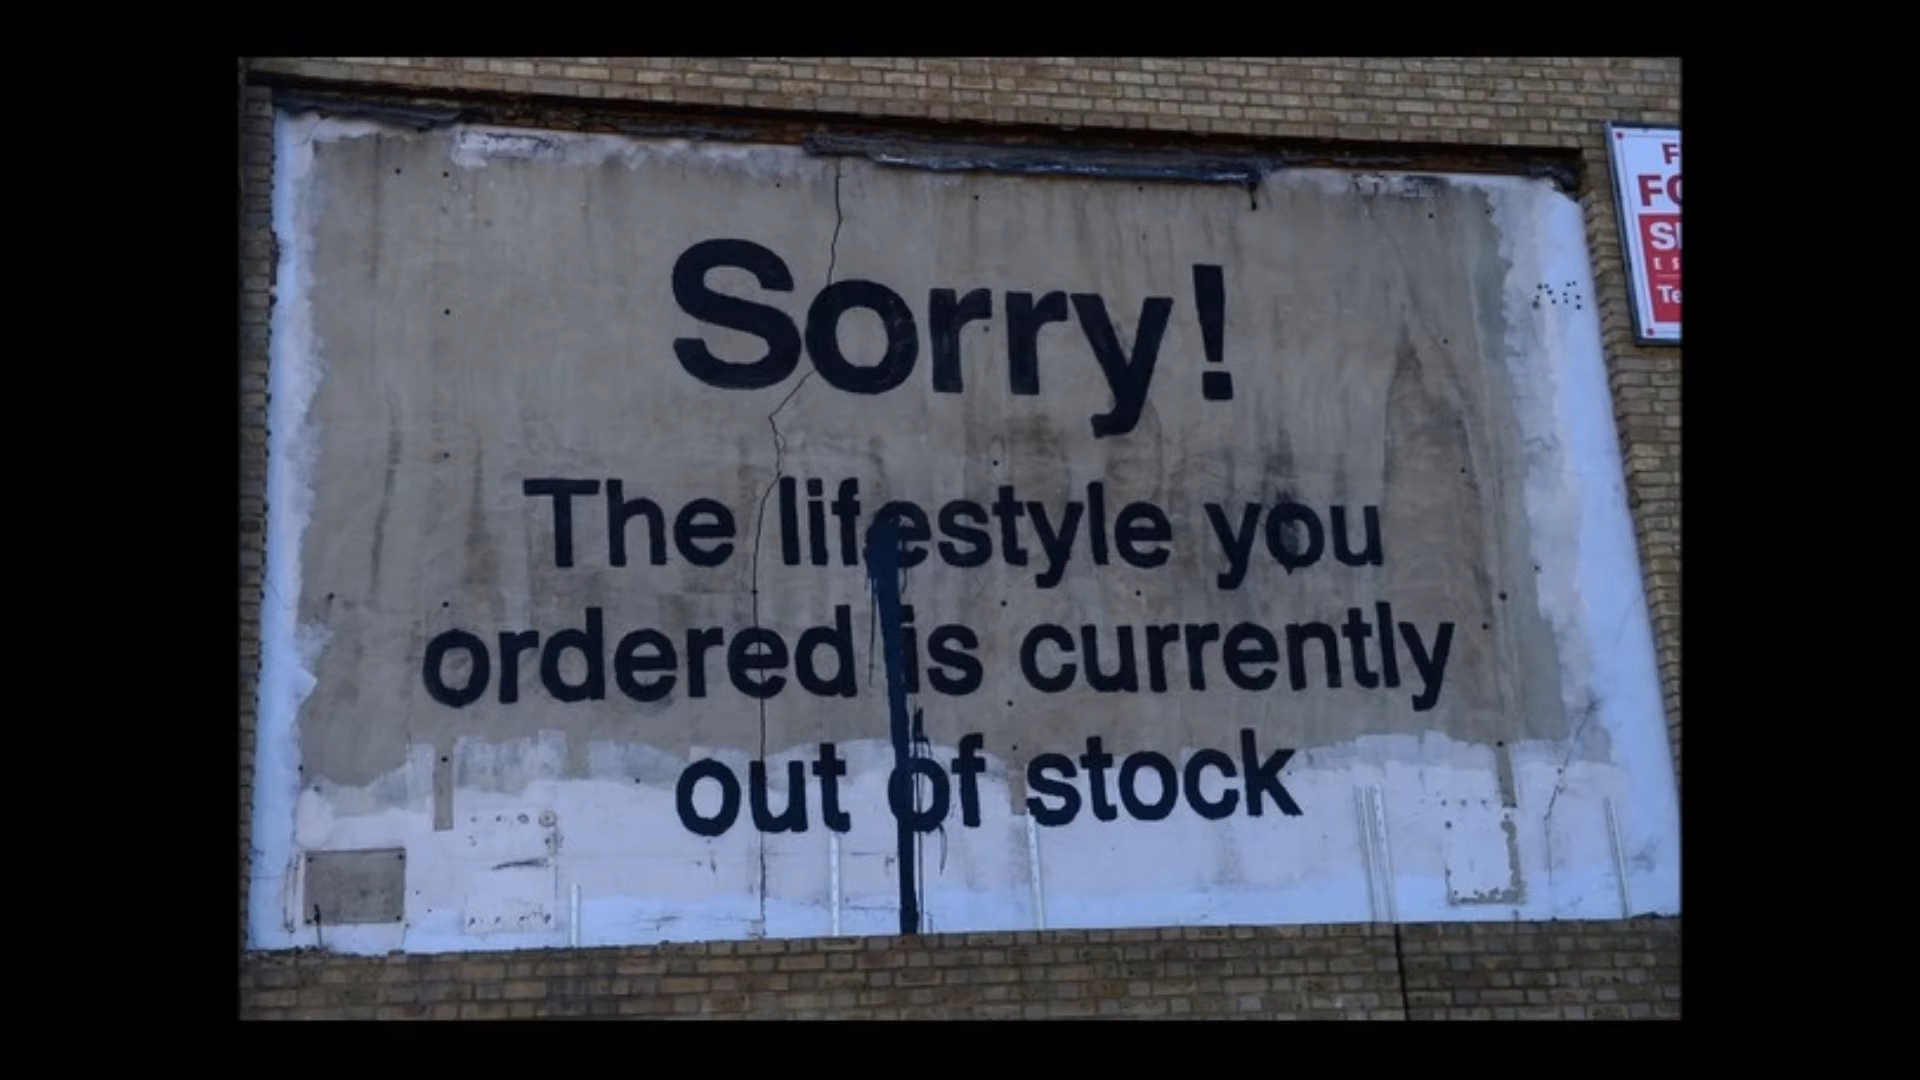 Sorry!
The lifestyle you
ordered is currently
out of stock